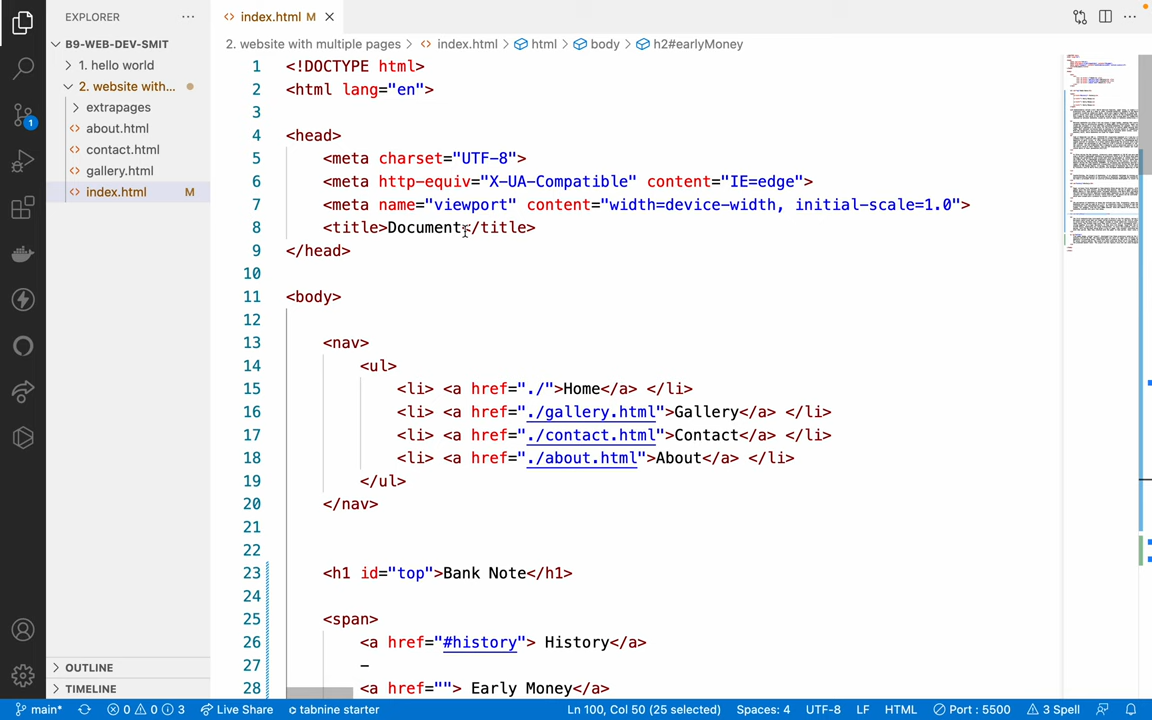 EXPLORER
B9-WEB-DEV-SMIT
1. hello world
2. website with...
extrapages
about.html
contact.html
gallery.html
index.html M
OUTLINE
TIMELINE
index.html M
2. website with multiple pages > index.html > html > body > h2#earlyMoney
1 <!DOCTYPE html>
2 <html lang="en">
3
4 <head>
5 <meta charset="UTF-8">
6 <meta http-equiv="X-UA-Compatible" content="IE=edge">
7 <meta name="viewport" content="width=device-width, initial-scale=1.0">
8 <title>Document</title>
9 </head>
10
11 <body>
12
13 <nav>
14 <ul>
15 <li> <a href="./">Home</a> </li>
16 <li> <a href="./gallery.html">Gallery</a> </li>
17 <li> <a href="./contact.html">Contact</a> </li>
18 <li> <a href="./about.html">About</a> </li>
19 </ul>
20 </nav>
21
22
23 <h1 id="top">Bank Note</h1>
24
25 <span>
26 <a href="#history"> History</a>
27 –
28 <a href=""> Early Money</a>
1
main* 0 0 3 Live Share tabnine starter Ln 100, Col 50 (25 selected) Spaces: 4 UTF-8 LF HTML Port : 5500 3 Spell